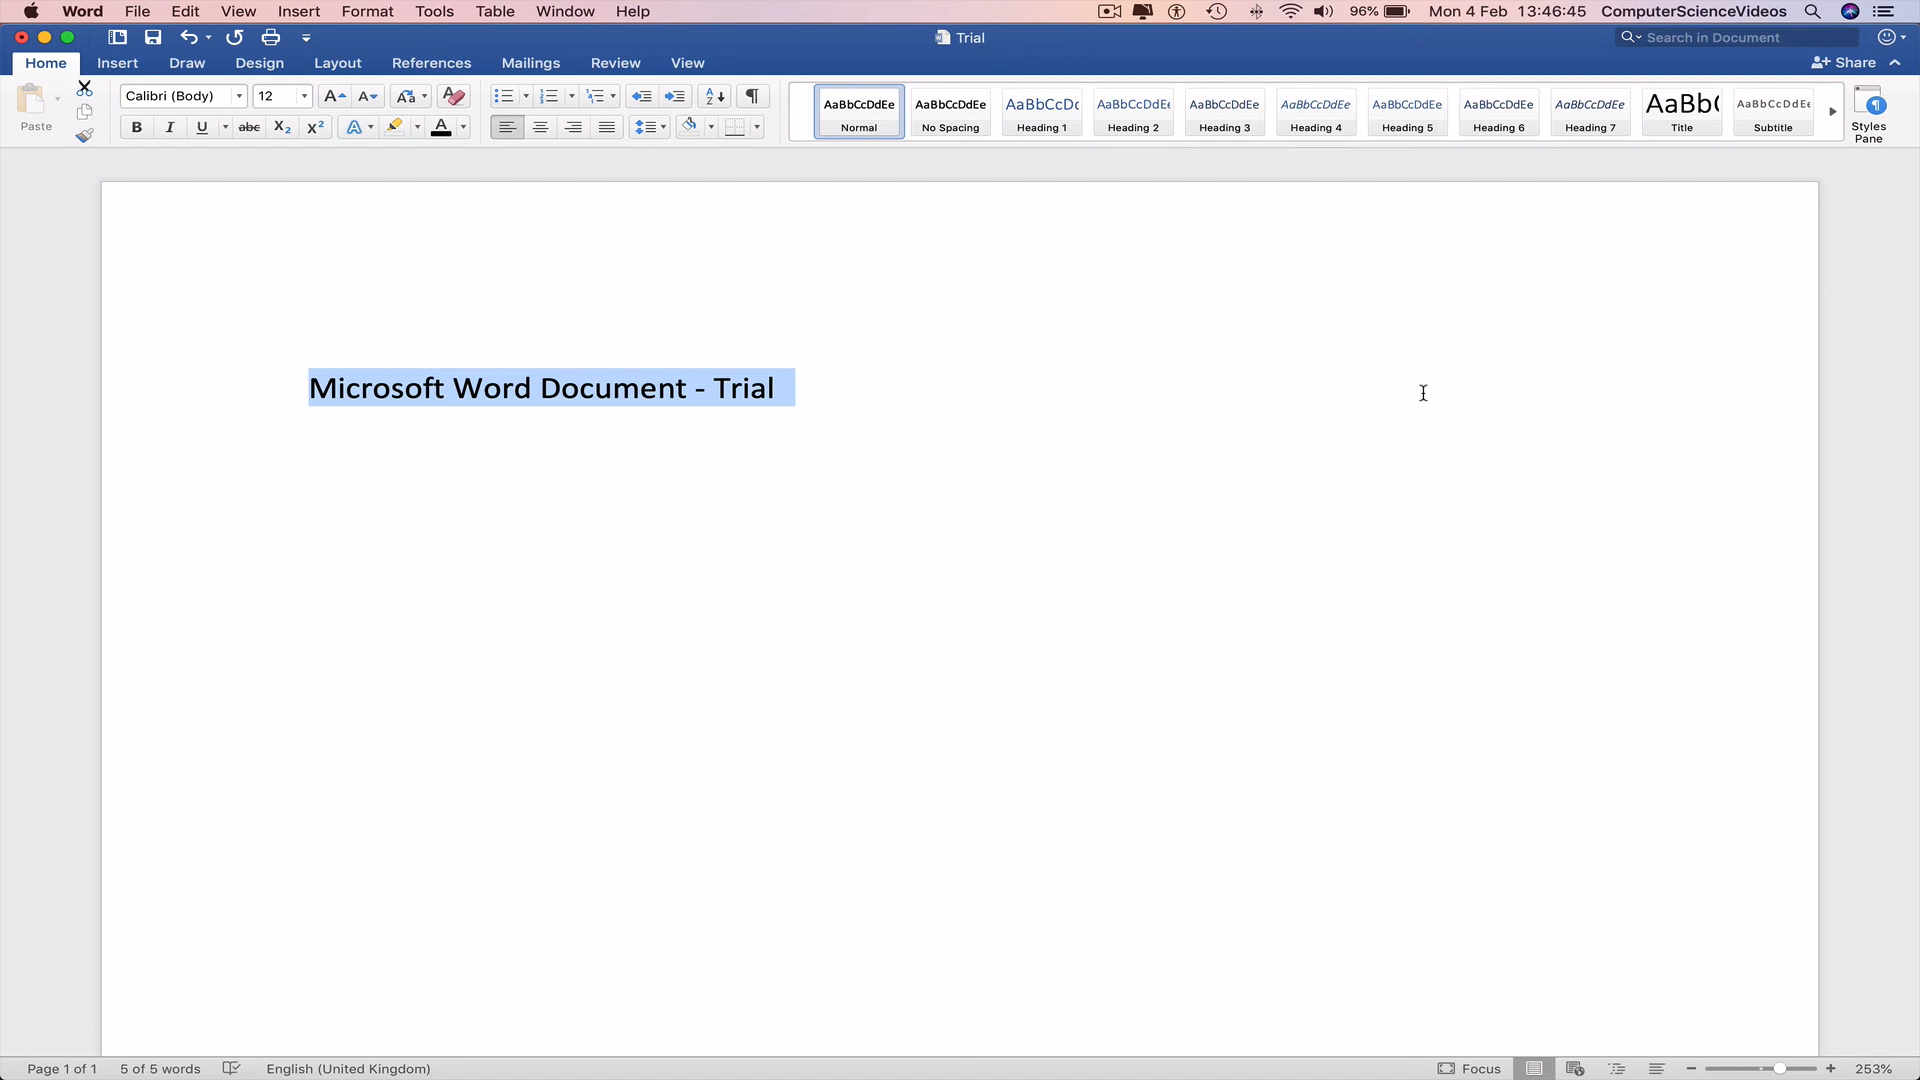 Word File Edit View Insert Format Tools Table Window Help 96% Mon 4 Feb 13:46:45 ComputerScienceVideos
Trial
Search in Document
Home Insert Draw Design Layout References Mailings Review View
Share
Paste
Calibri (Body) 12
B I U abc X₂ X²
AaBbCcDdEe Normal
AaBbCcDdEe No Spacing
AaBbCcDc Heading 1
AaBbCcDdEe Heading 2
AaBbCcDdEe Heading 3
AaBbCcDdEe Heading 4
AaBbCcDdEe Heading 5
AaBbCcDdEe Heading 6
AaBbCcDdEe Heading 7
AaBb( Title
AaBbCcDdEe Subtitle
Styles Pane
Microsoft Word Document - Trial
Page 1 of 1 5 of 5 words English (United Kingdom) Focus 253%